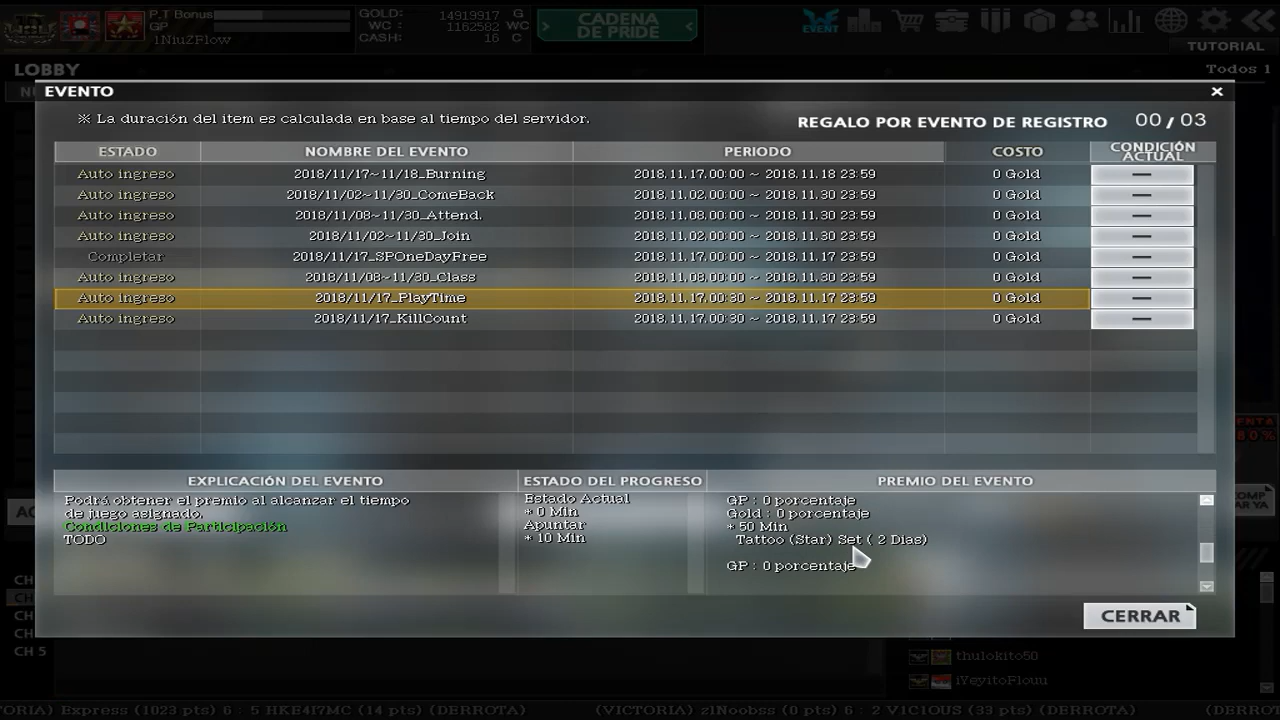 P.T Bonus
GP
1NiuZFlow
GOLD: 14919917 G
WC : 1162582 WC
CASH: 16 C
CADENA DE PRIDE
EVENT
TUTORIAL
LOBBY
Todos 1
EVENTO
※ La duración del item es calculada en base al tiempo del servidor.
REGALO POR EVENTO DE REGISTRO 00 / 03
ESTADO NOMBRE DEL EVENTO PERIODO COSTO CONDICIÓN ACTUAL
Auto ingreso 2018/11/17~11/18_Burning 2018.11.17.00:00 ~ 2018.11.18 23:59 0 Gold —
Auto ingreso 2018/11/02~11/30_ComeBack 2018.11.02.00:00 ~ 2018.11.30 23:59 0 Gold —
Auto ingreso 2018/11/08~11/30_Attend. 2018.11.08.00:00 ~ 2018.11.30 23:59 0 Gold —
Auto ingreso 2018/11/02~11/30_Join 2018.11.02.00:00 ~ 2018.11.30 23:59 0 Gold —
Completar 2018/11/17_SPOneDayFree 2018.11.17.00:00 ~ 2018.11.17 23:59 0 Gold —
Auto ingreso 2018/11/08~11/30_Class 2018.11.08.00:00 ~ 2018.11.30 23:59 0 Gold —
Auto ingreso 2018/11/17_PlayTime 2018.11.17.00:30 ~ 2018.11.17 23:59 0 Gold —
Auto ingreso 2018/11/17_KillCount 2018.11.17.00:30 ~ 2018.11.17 23:59 0 Gold —
EXPLICACIÓN DEL EVENTO
Podrá obtener el premio al alcanzar el tiempo
de juego asignado.
Condiciones de Participación
TODO
ESTADO DEL PROGRESO
Estado Actual
* 0 Min
Apuntar
* 10 Min
PREMIO DEL EVENTO
GP : 0 porcentaje
Gold : 0 porcentaje
* 50 Min
Tattoo (Star) Set ( 2 Dias)
GP : 0 porcentaje
CERRAR
CH 5
thulokito50
iYeyitoFlouu
TORIA) Express (1023 pts) 6 : 5 HKE4F7MC (14 pts) (DERROTA) (VICTORIA) z1Noobss (0 pts) 6 : 2 V1C1OUS (33 pts) (DERROTA)